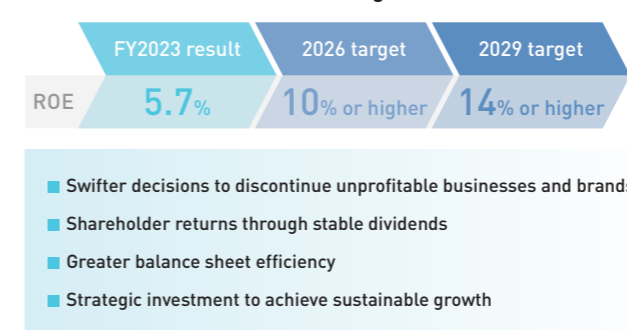 FY2023 result 2026 target 2029 target
ROE 5.7% 10% or higher 14% or higher
Swifter decisions to discontinue unprofitable businesses and brands
Shareholder returns through stable dividends
Greater balance sheet efficiency
Strategic investment to achieve sustainable growth